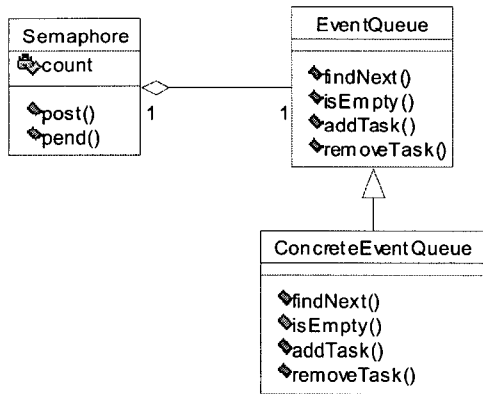 Semaphore
count
post()
pend()
1
1
EventQueue
findNext()
isEmpty()
addTask()
removeTask()
ConcreteEventQueue
findNext()
isEmpty()
addTask()
removeTask()